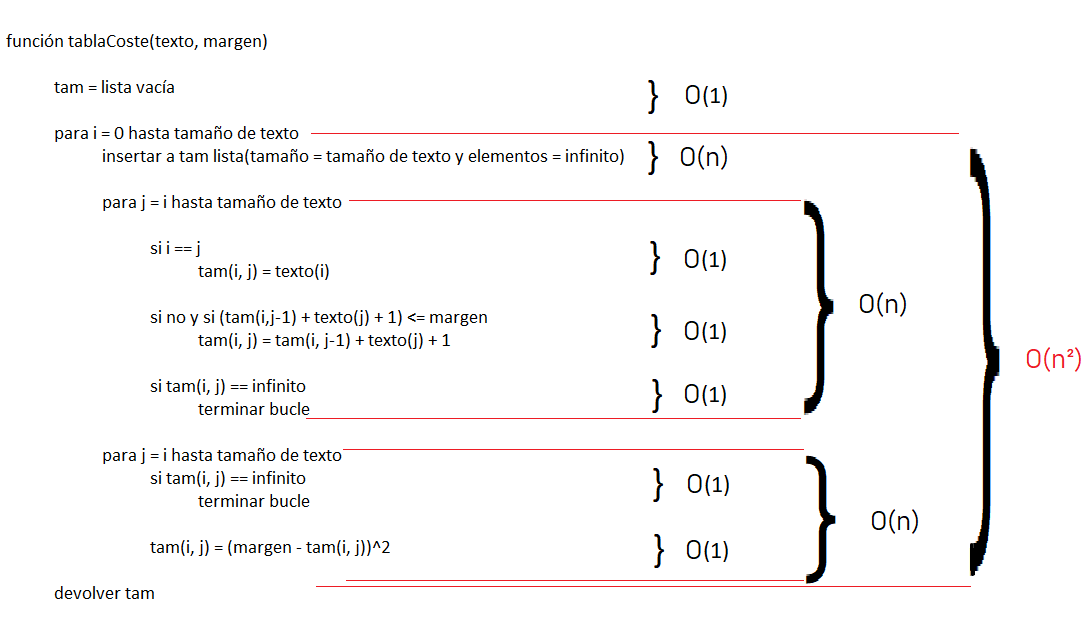 función tablaCoste(texto, margen)
tam = lista vacía } O(1)
para i = 0 hasta tamaño de texto
insertar a tam lista(tamaño = tamaño de texto y elementos = infinito) } O(n)
para j = i hasta tamaño de texto
si i == j } O(1)
tam(i, j) = texto(i)
O(n)
si no y si (tam(i,j-1) + texto(j) + 1) <= margen } O(1)
tam(i, j) = tam(i, j-1) + texto(j) + 1
O(n²)
si tam(i, j) == infinito } O(1)
terminar bucle
para j = i hasta tamaño de texto
si tam(i, j) == infinito } O(1)
terminar bucle
O(n)
tam(i, j) = (margen - tam(i, j))^2 } O(1)
devolver tam